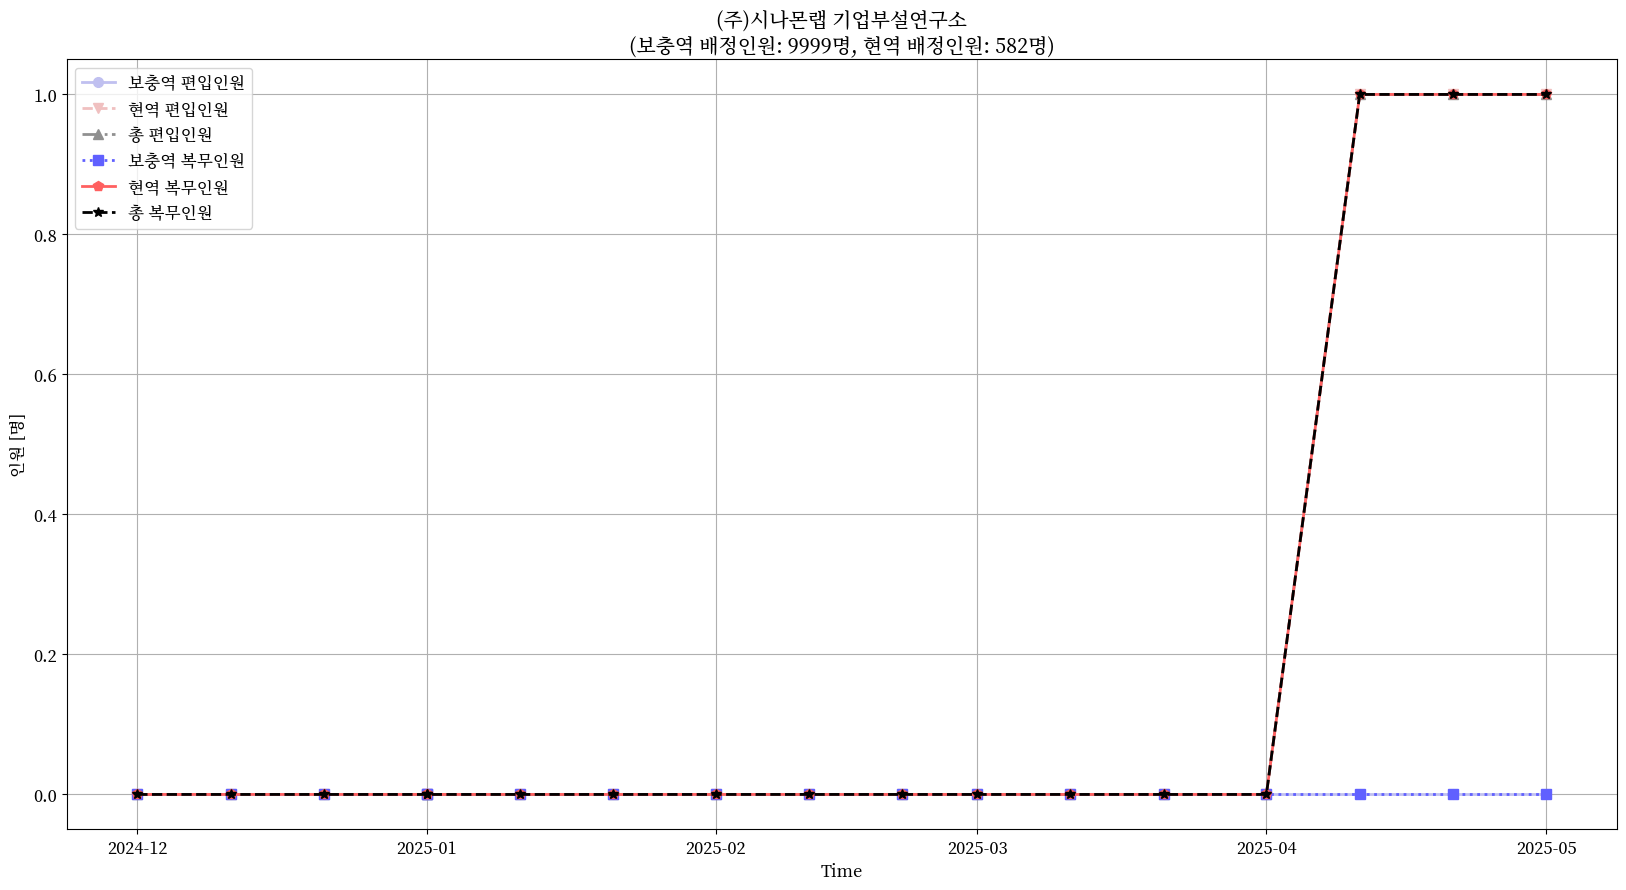 (주)시나몬랩 기업부설연구소
(보충역 배정인원: 9999명, 현역 배정인원: 582명)
보충역 편입인원
현역 편입인원
총 편입인원
보충역 복무인원
현역 복무인원
총 복무인원
1.0
0.8
0.6
0.4
0.2
0.0
인원 [명]
2024-12 2025-01 2025-02 2025-03 2025-04 2025-05
Time